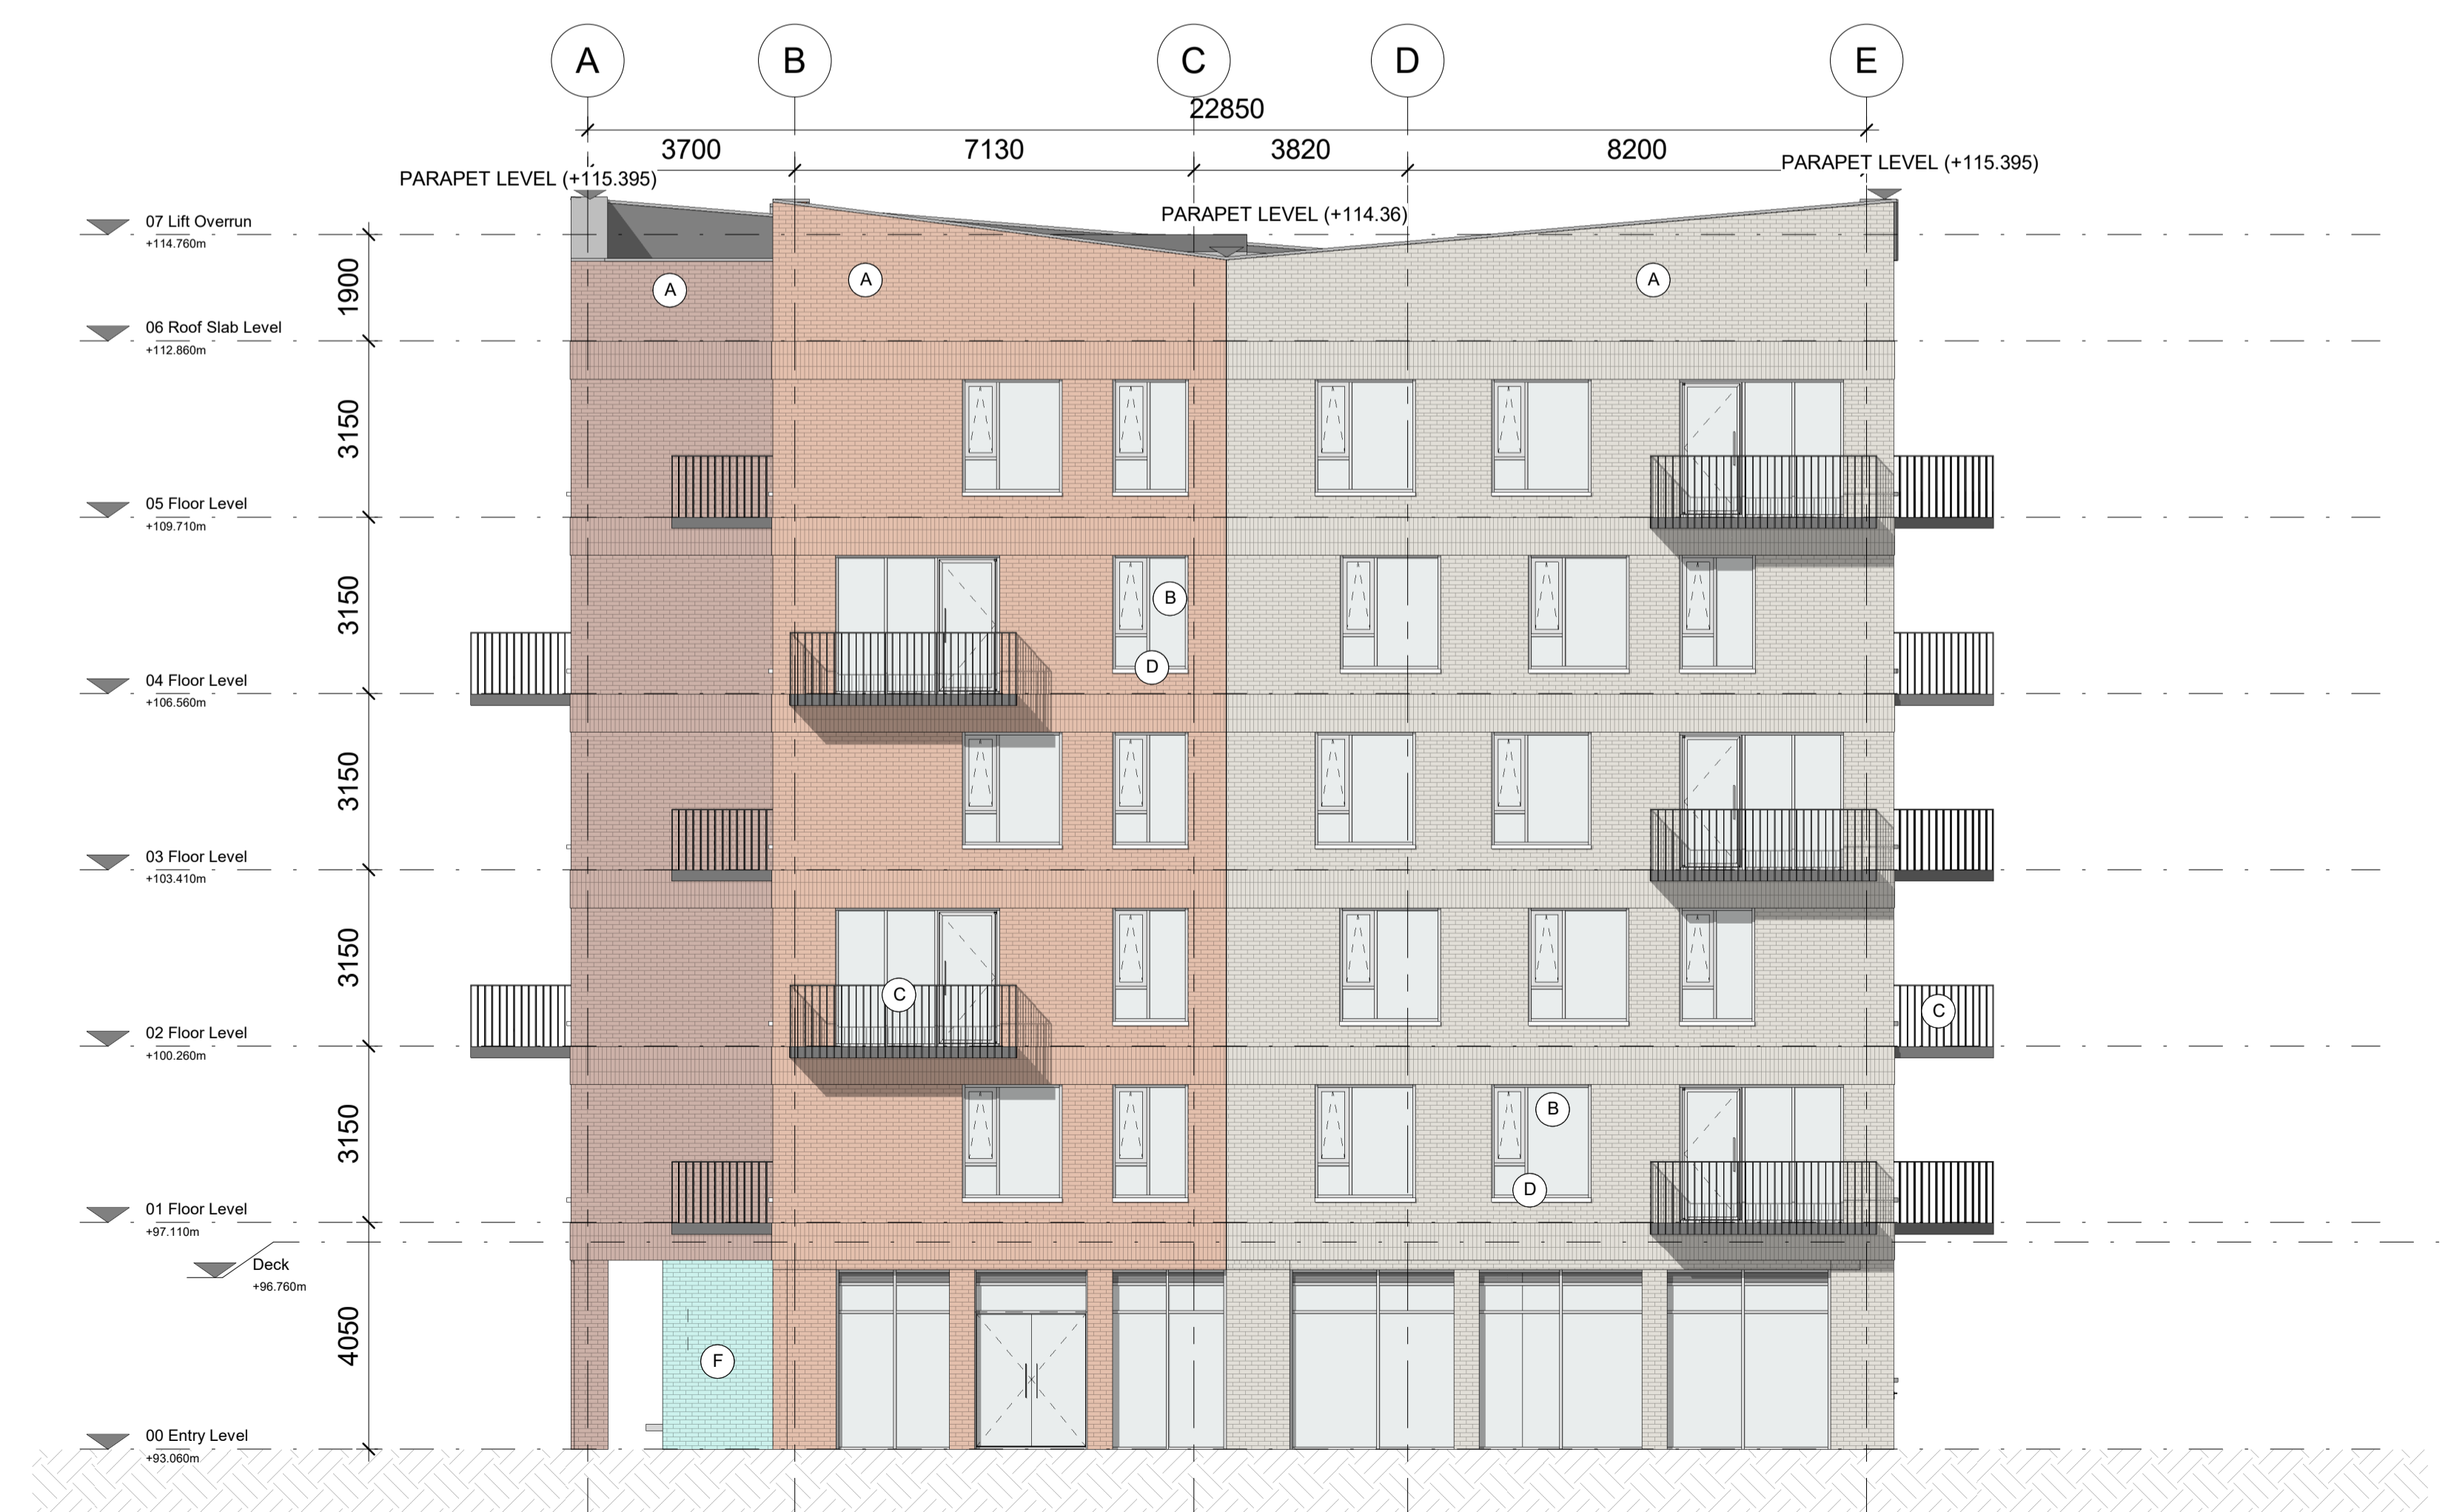 A B C D E
22850
3700 7130 3820 8200
PARAPET LEVEL (+115.395)
PARAPET LEVEL (+115.395)
PARAPET LEVEL (+114.36)
07 Lift Overrun
+114.760m
A A A
1900
06 Roof Slab Level
+112.860m
3150
05 Floor Level
+109.710m
3150
B
D
04 Floor Level
+106.560m
3150
03 Floor Level
+103.410m
3150
C
C
02 Floor Level
+100.260m
3150
B
D
01 Floor Level
+97.110m
Deck
+96.760m
4050
F
00 Entry Level
+93.060m